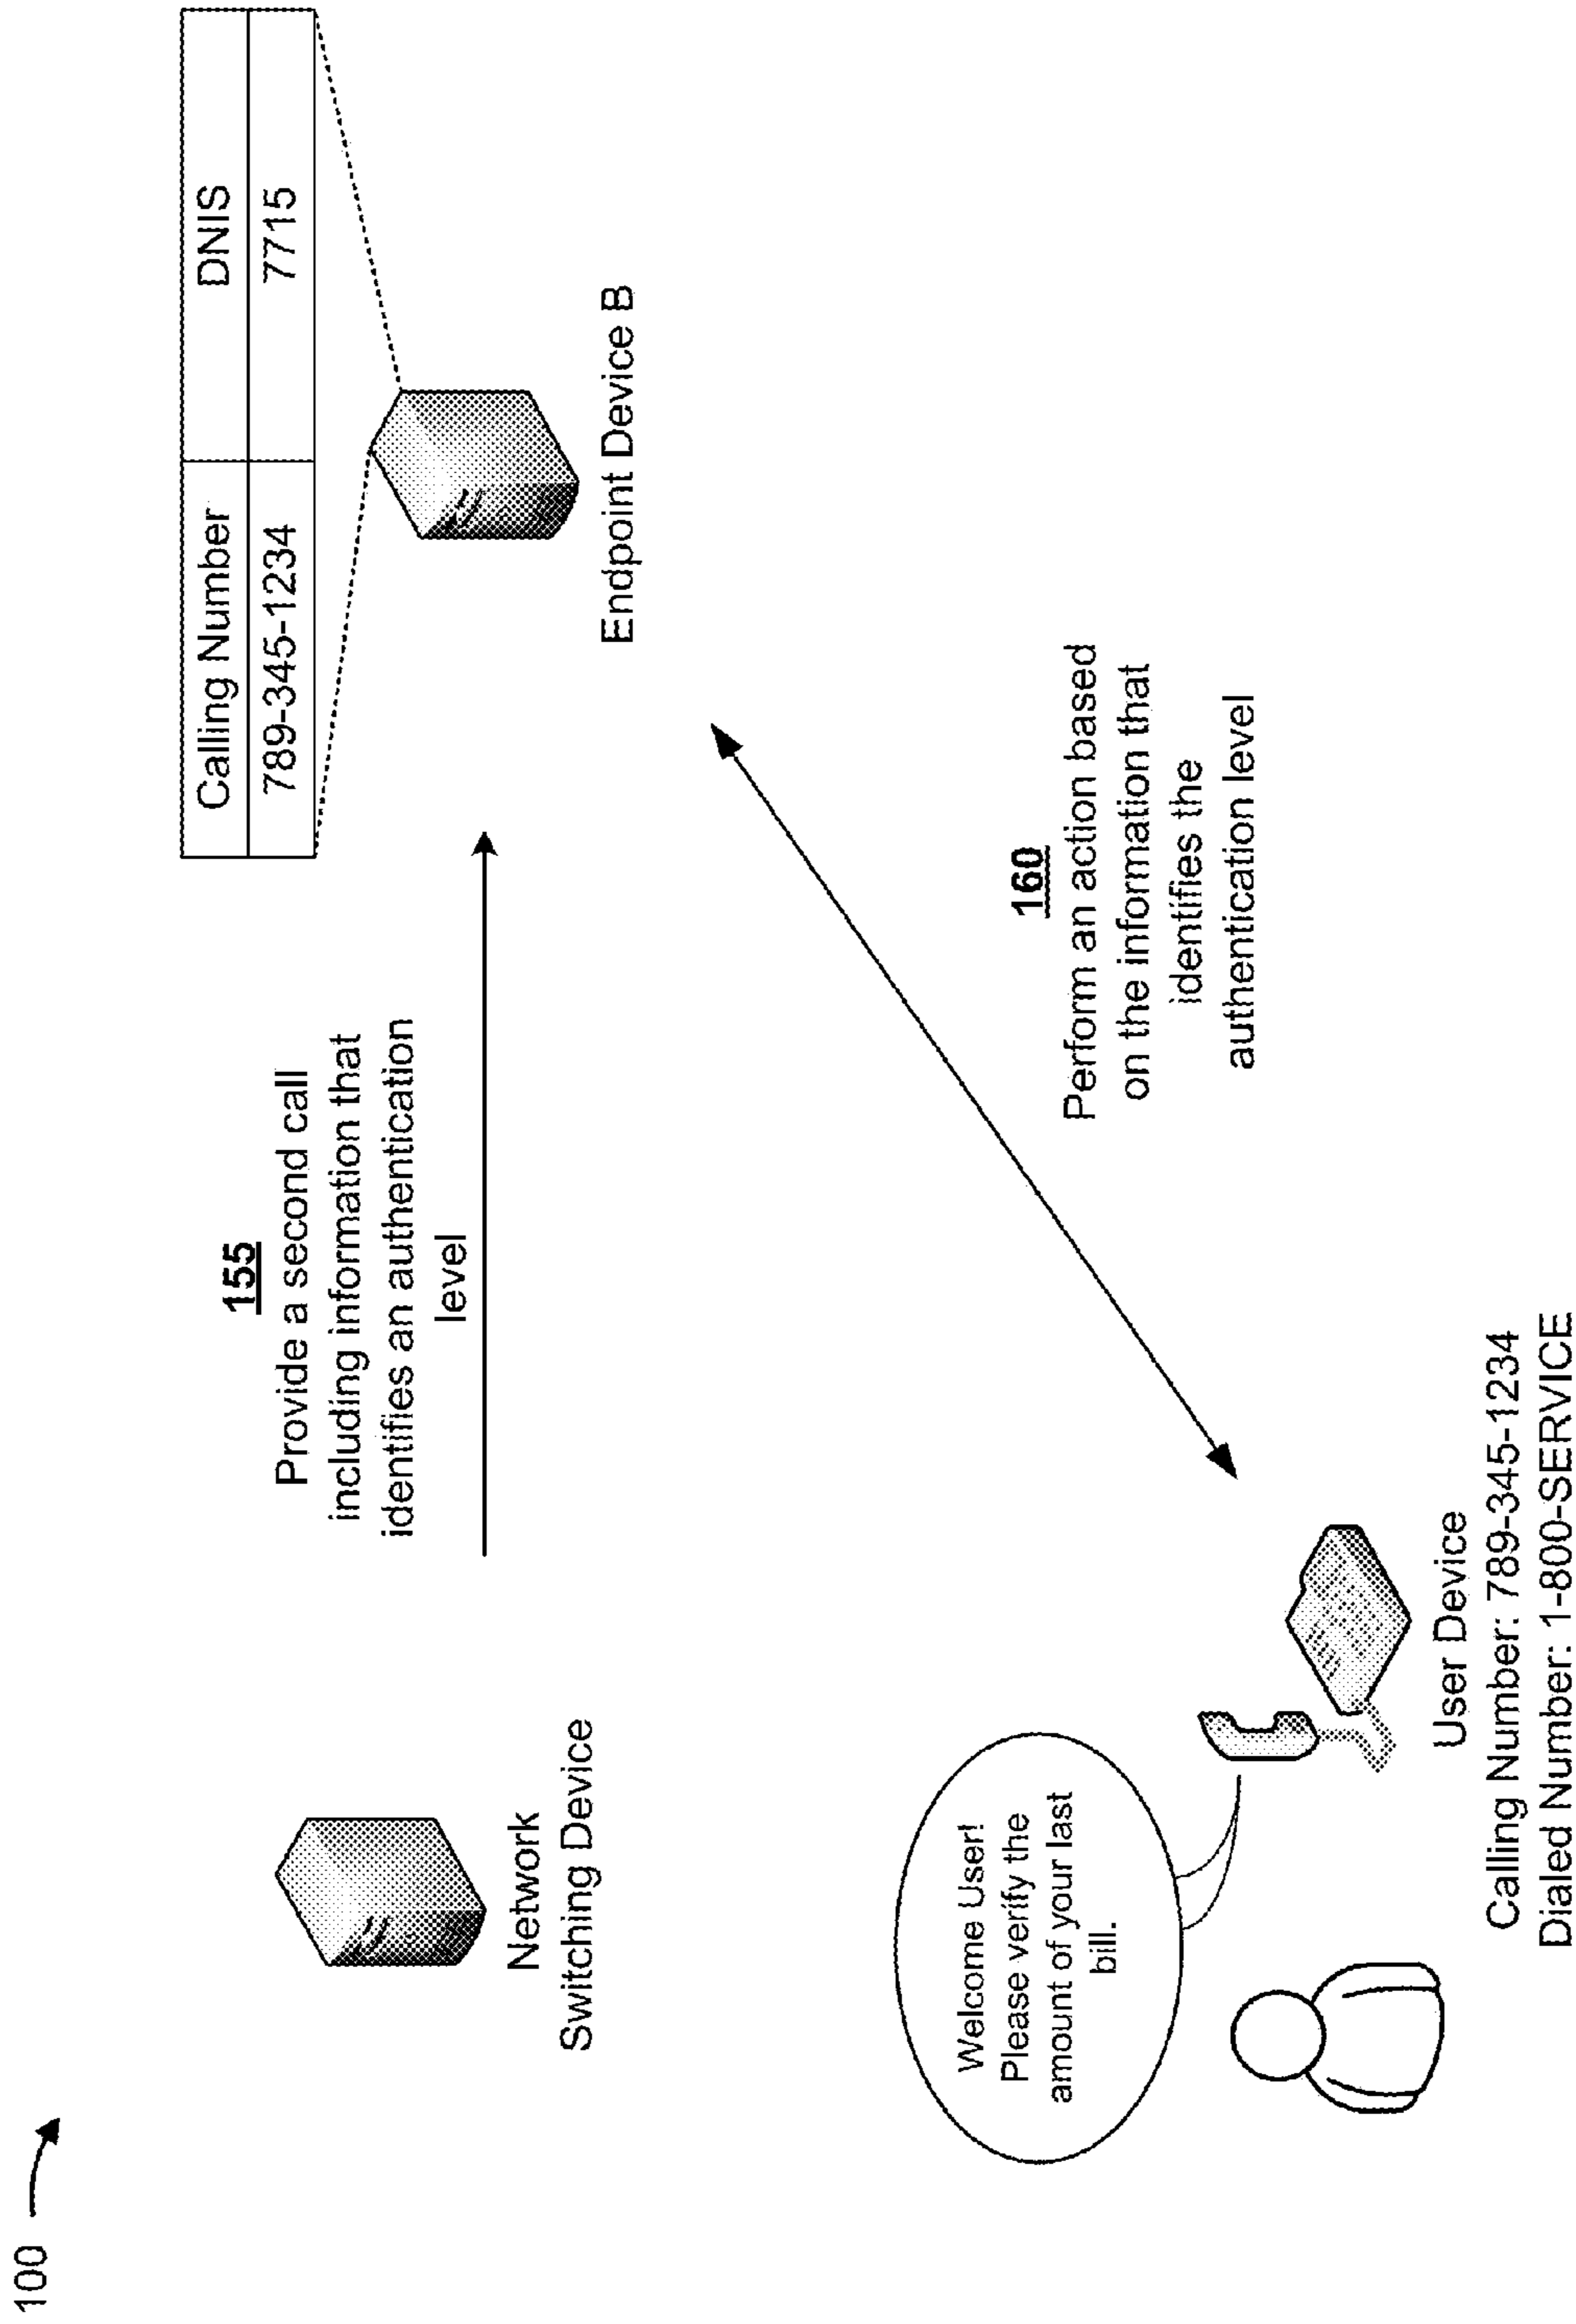 100
155
Provide a second call
including information that
identifies an authentication
level
Calling Number DNIS
789-345-1234 7715
Network
Switching Device
Endpoint Device B
160
Perform an action based
on the information that
identifies the
authentication level
Welcome User!
Please verify the
amount of your last
bill.
User Device
Calling Number: 789-345-1234
Dialed Number: 1-800-SERVICE